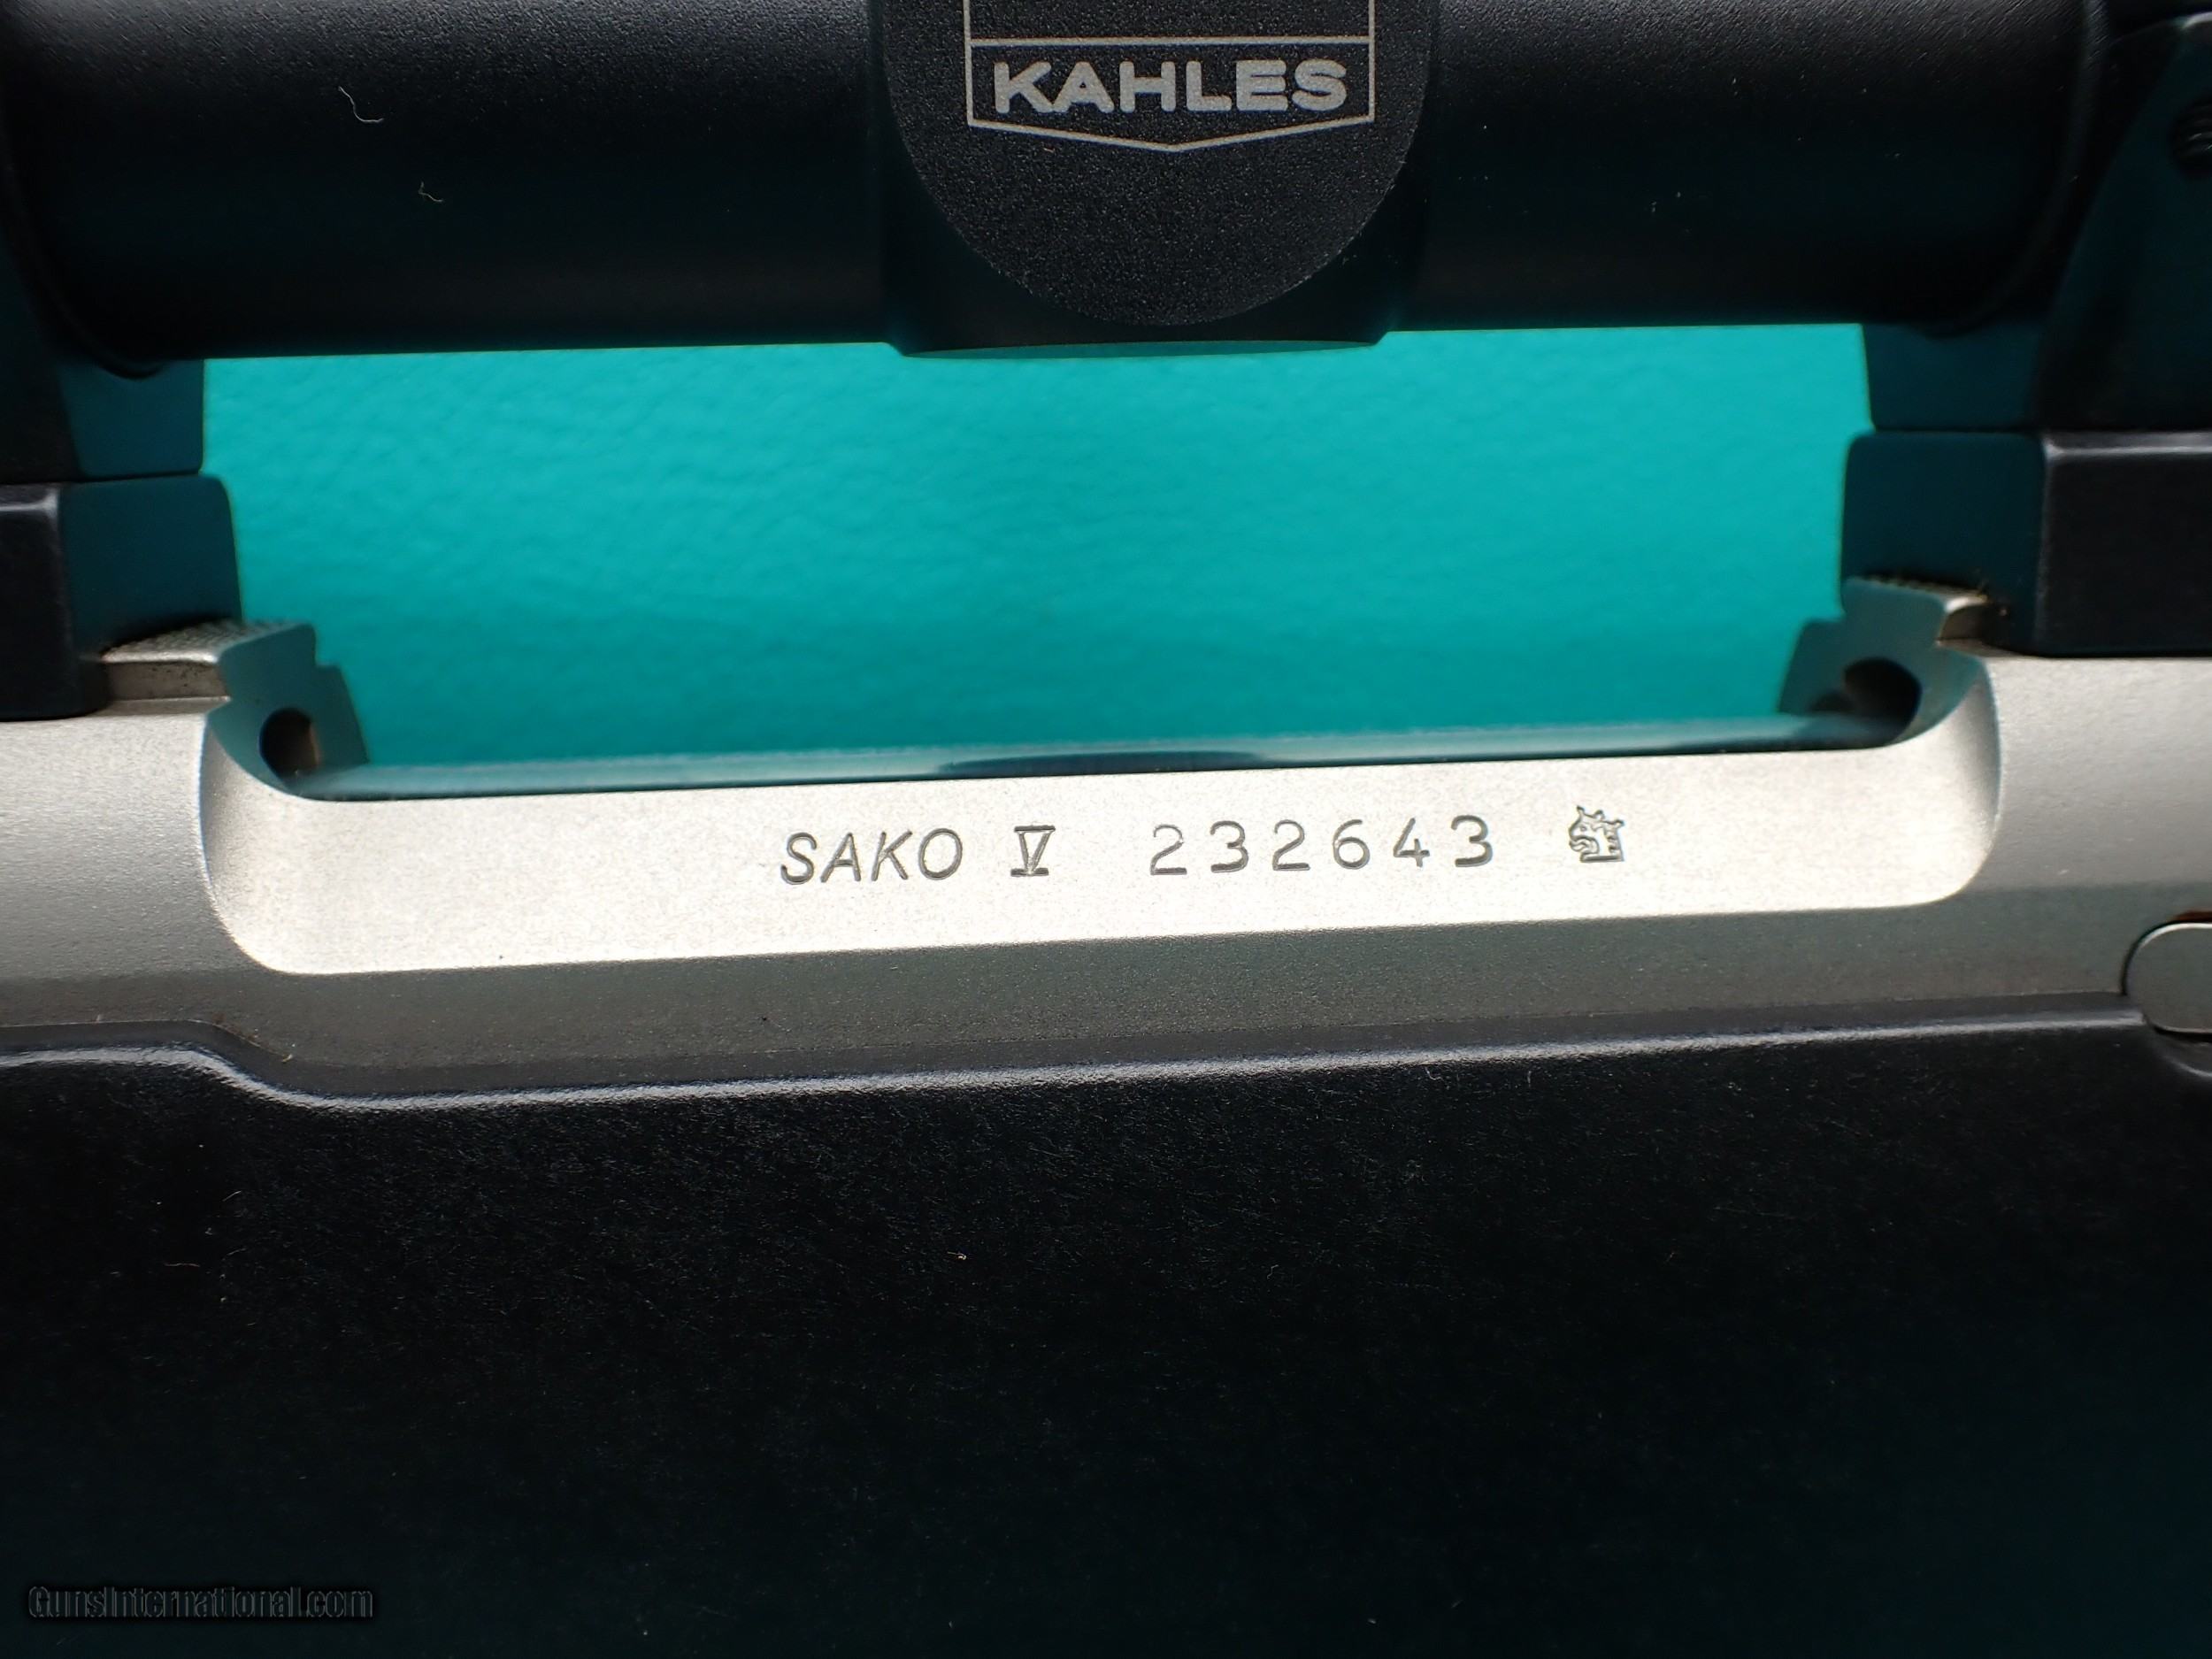 KAHLES
SAKO V 232643
GunsInternational.com